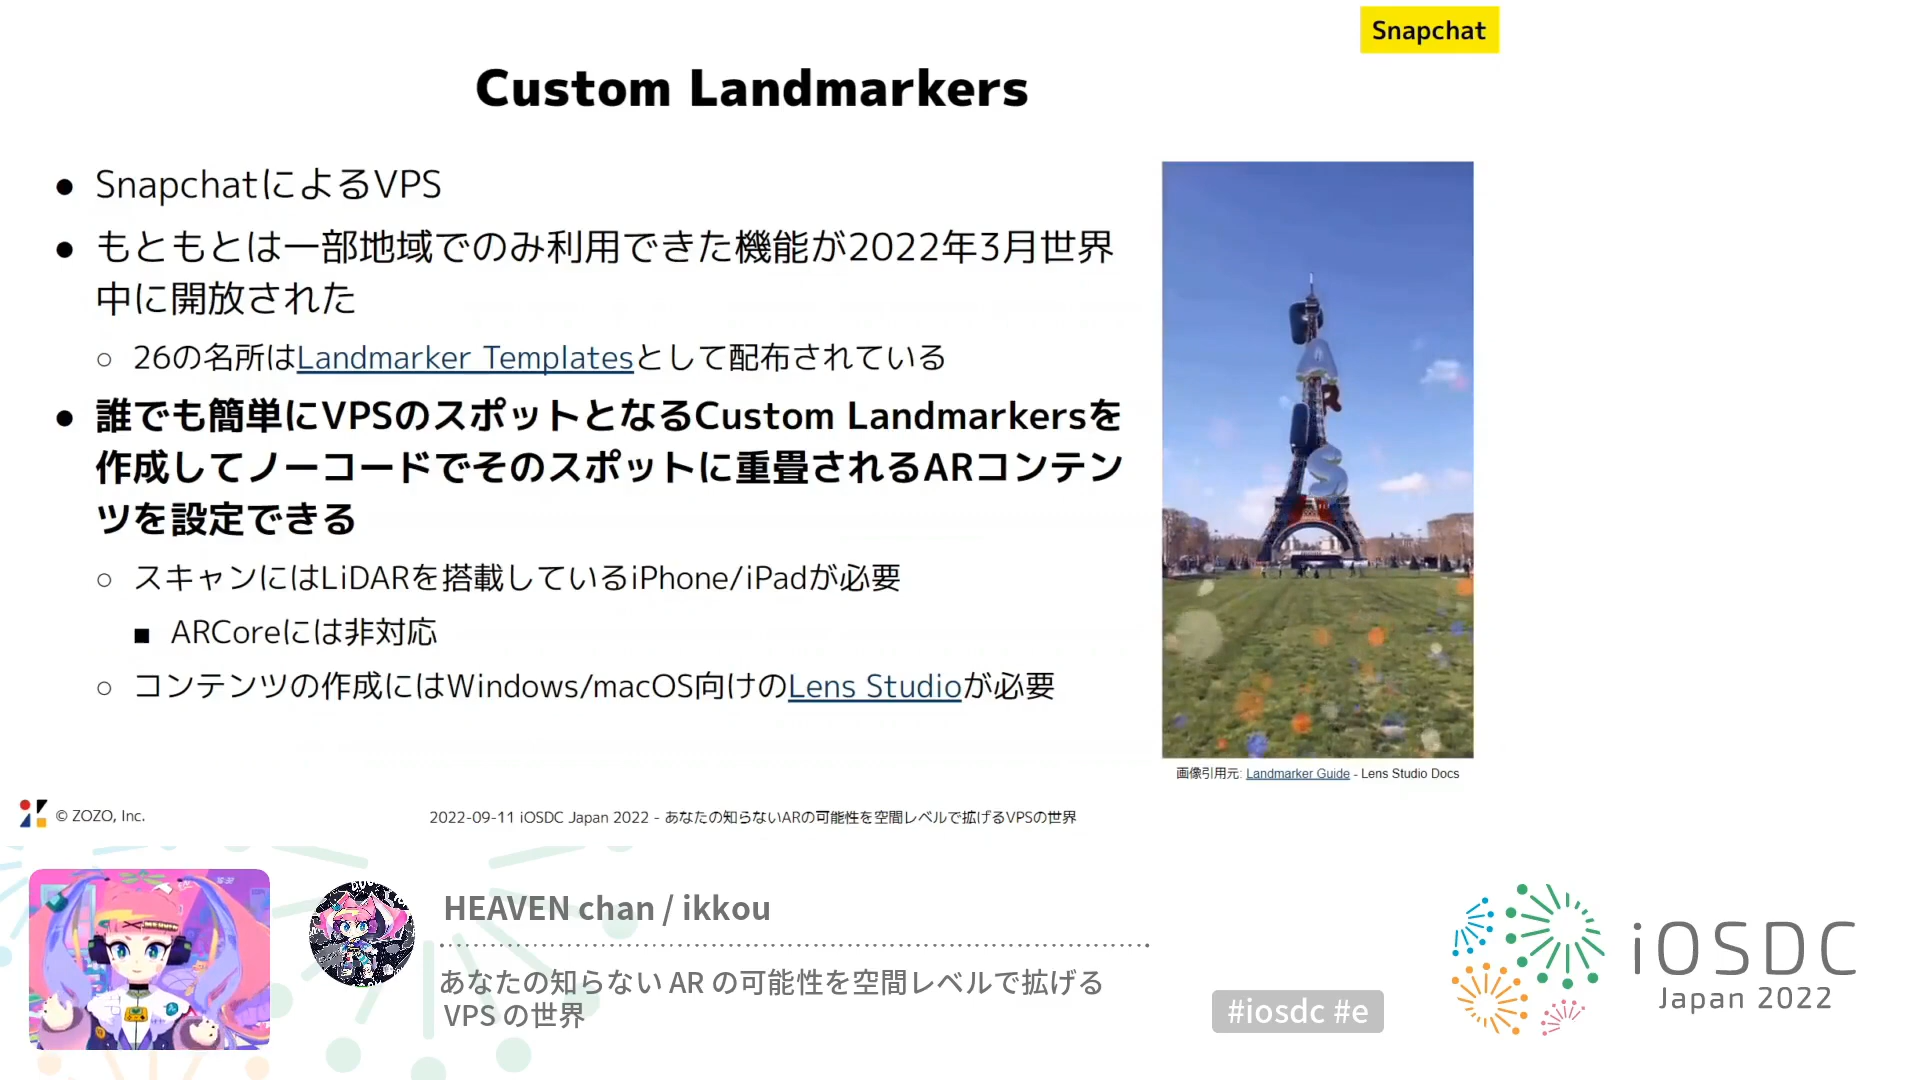 Snapchat
Custom Landmarkers
● SnapchatによるVPS
● もともとは一部地域でのみ利用できた機能が2022年3月世界
中に開放された
○ 26の名所はLandmarker Templatesとして配布されている
● 誰でも簡単にVPSのスポットとなるCustom Landmarkersを
作成してノーコードでそのスポットに重畳されるARコンテン
ツを設定できる
○ スキャンにはLiDARを搭載しているiPhone/iPadが必要
■ ARCoreには非対応
○ コンテンツの作成にはWindows/macOS向けのLens Studioが必要
PARIS
画像引用元: Landmarker Guide - Lens Studio Docs
© ZOZO, Inc.
2022-09-11 iOSDC Japan 2022 - あなたの知らないARの可能性を空間レベルで拡げるVPSの世界
HEAVEN chan / ikkou
あなたの知らない AR の可能性を空間レベルで拡げる
VPS の世界
#iosdc #e
iOSDC
Japan 2022